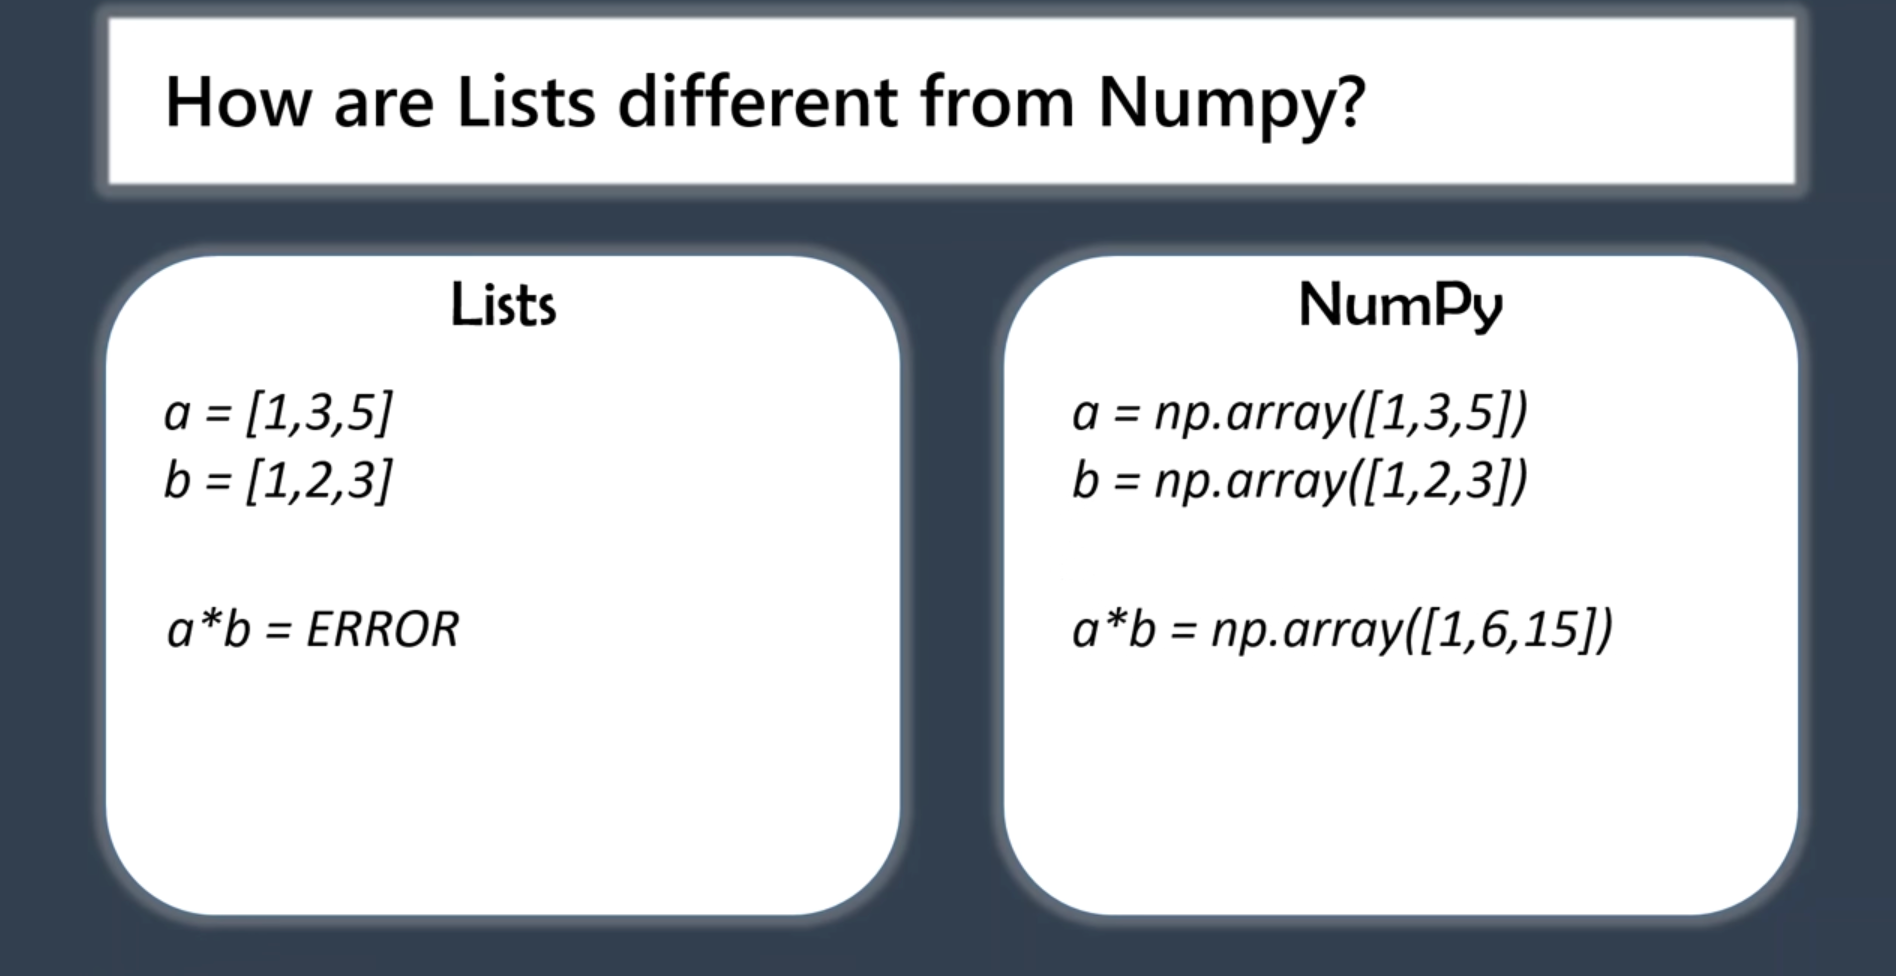 How are Lists different from Numpy?
Lists
a = [1,3,5]
b = [1,2,3]
a*b = ERROR
NumPy
a = np.array([1,3,5])
b = np.array([1,2,3])
a*b = np.array([1,6,15])